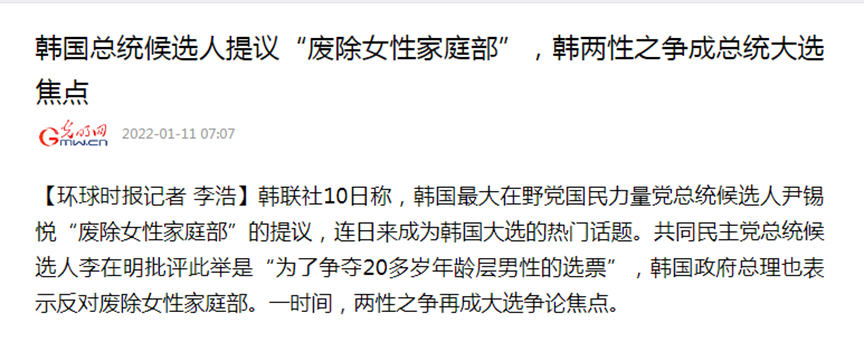 韩国总统候选人提议“废除女性家庭部”，韩两性之争成总统大选
焦点
光明网
GMW.CN
2022-01-11 07:07
【环球时报记者 李浩】韩联社10日称，韩国最大在野党国民力量党总统候选人尹锡
悦“废除女性家庭部”的提议，连日来成为韩国大选的热门话题。共同民主党总统候
选人李在明批评此举是“为了争夺20多岁年龄层男性的选票”，韩国政府总理也表
示反对废除女性家庭部。一时间，两性之争再成大选争论焦点。